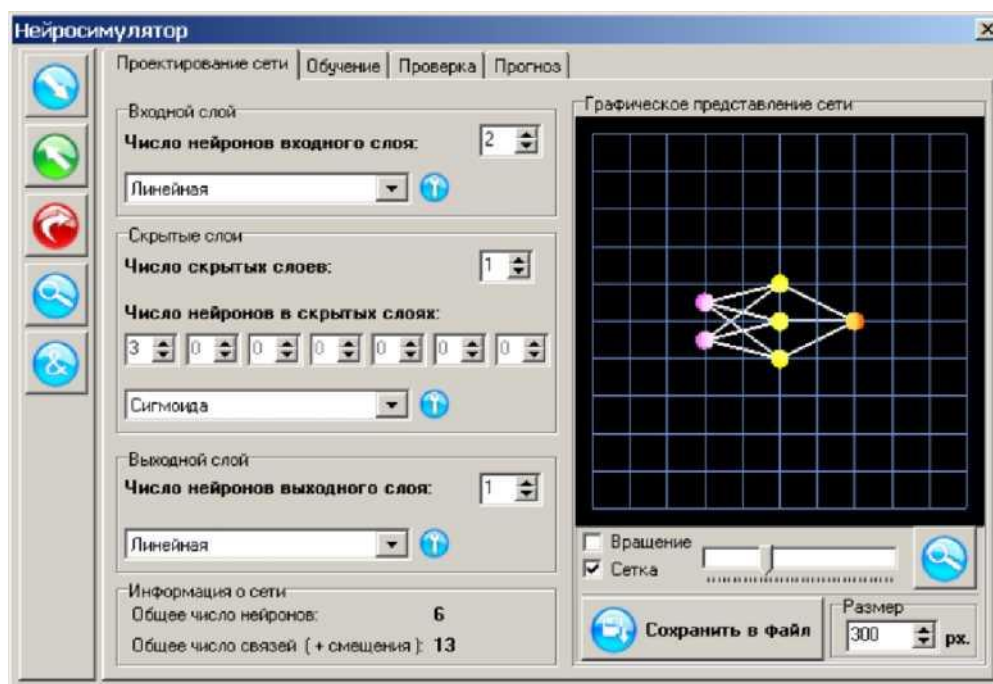 Нейросимулятор
Проектирование сети Обучение Проверка Прогноз
Входной слой
Число нейронов входного слоя: 2
Линейная
Скрытые слои
Число скрытых слоев: 1
Число нейронов в скрытых слоях:
3 0 0 0 0 0 0
Сигмоида
Выходной слой
Число нейронов выходного слоя: 1
Линейная
Информация о сети
Общее число нейронов: 6
Общее число связей ( + смещения ): 13
Графическое представление сети
Вращение
Сетка
Сохранить в файл
Размер
300 px.
&